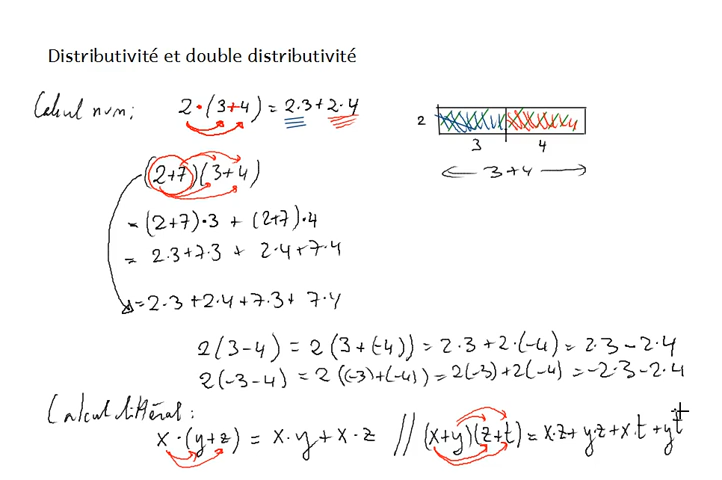 Distributivité et double distributivité
Calcul num: 2·(3+4) = 2·3+2·4
2
3 4
3+4
(2+7)(3+4)
= (2+7)·3 + (2+7)·4
= 2·3+7·3 + 2·4+7·4
= 2·3+2·4+7·3+ 7·4
2(3-4) = 2(3+(-4)) = 2·3+2·(-4) = 2·3-2·4
2(-3-4) = 2((-3)+(-4)) = 2(-3)+2(-4) = -2·3-2·4
Calcul littéral:
x·(y+z) = x·y+x·z // (x+y)(z+t) = x·z+y·z+x·t+yt